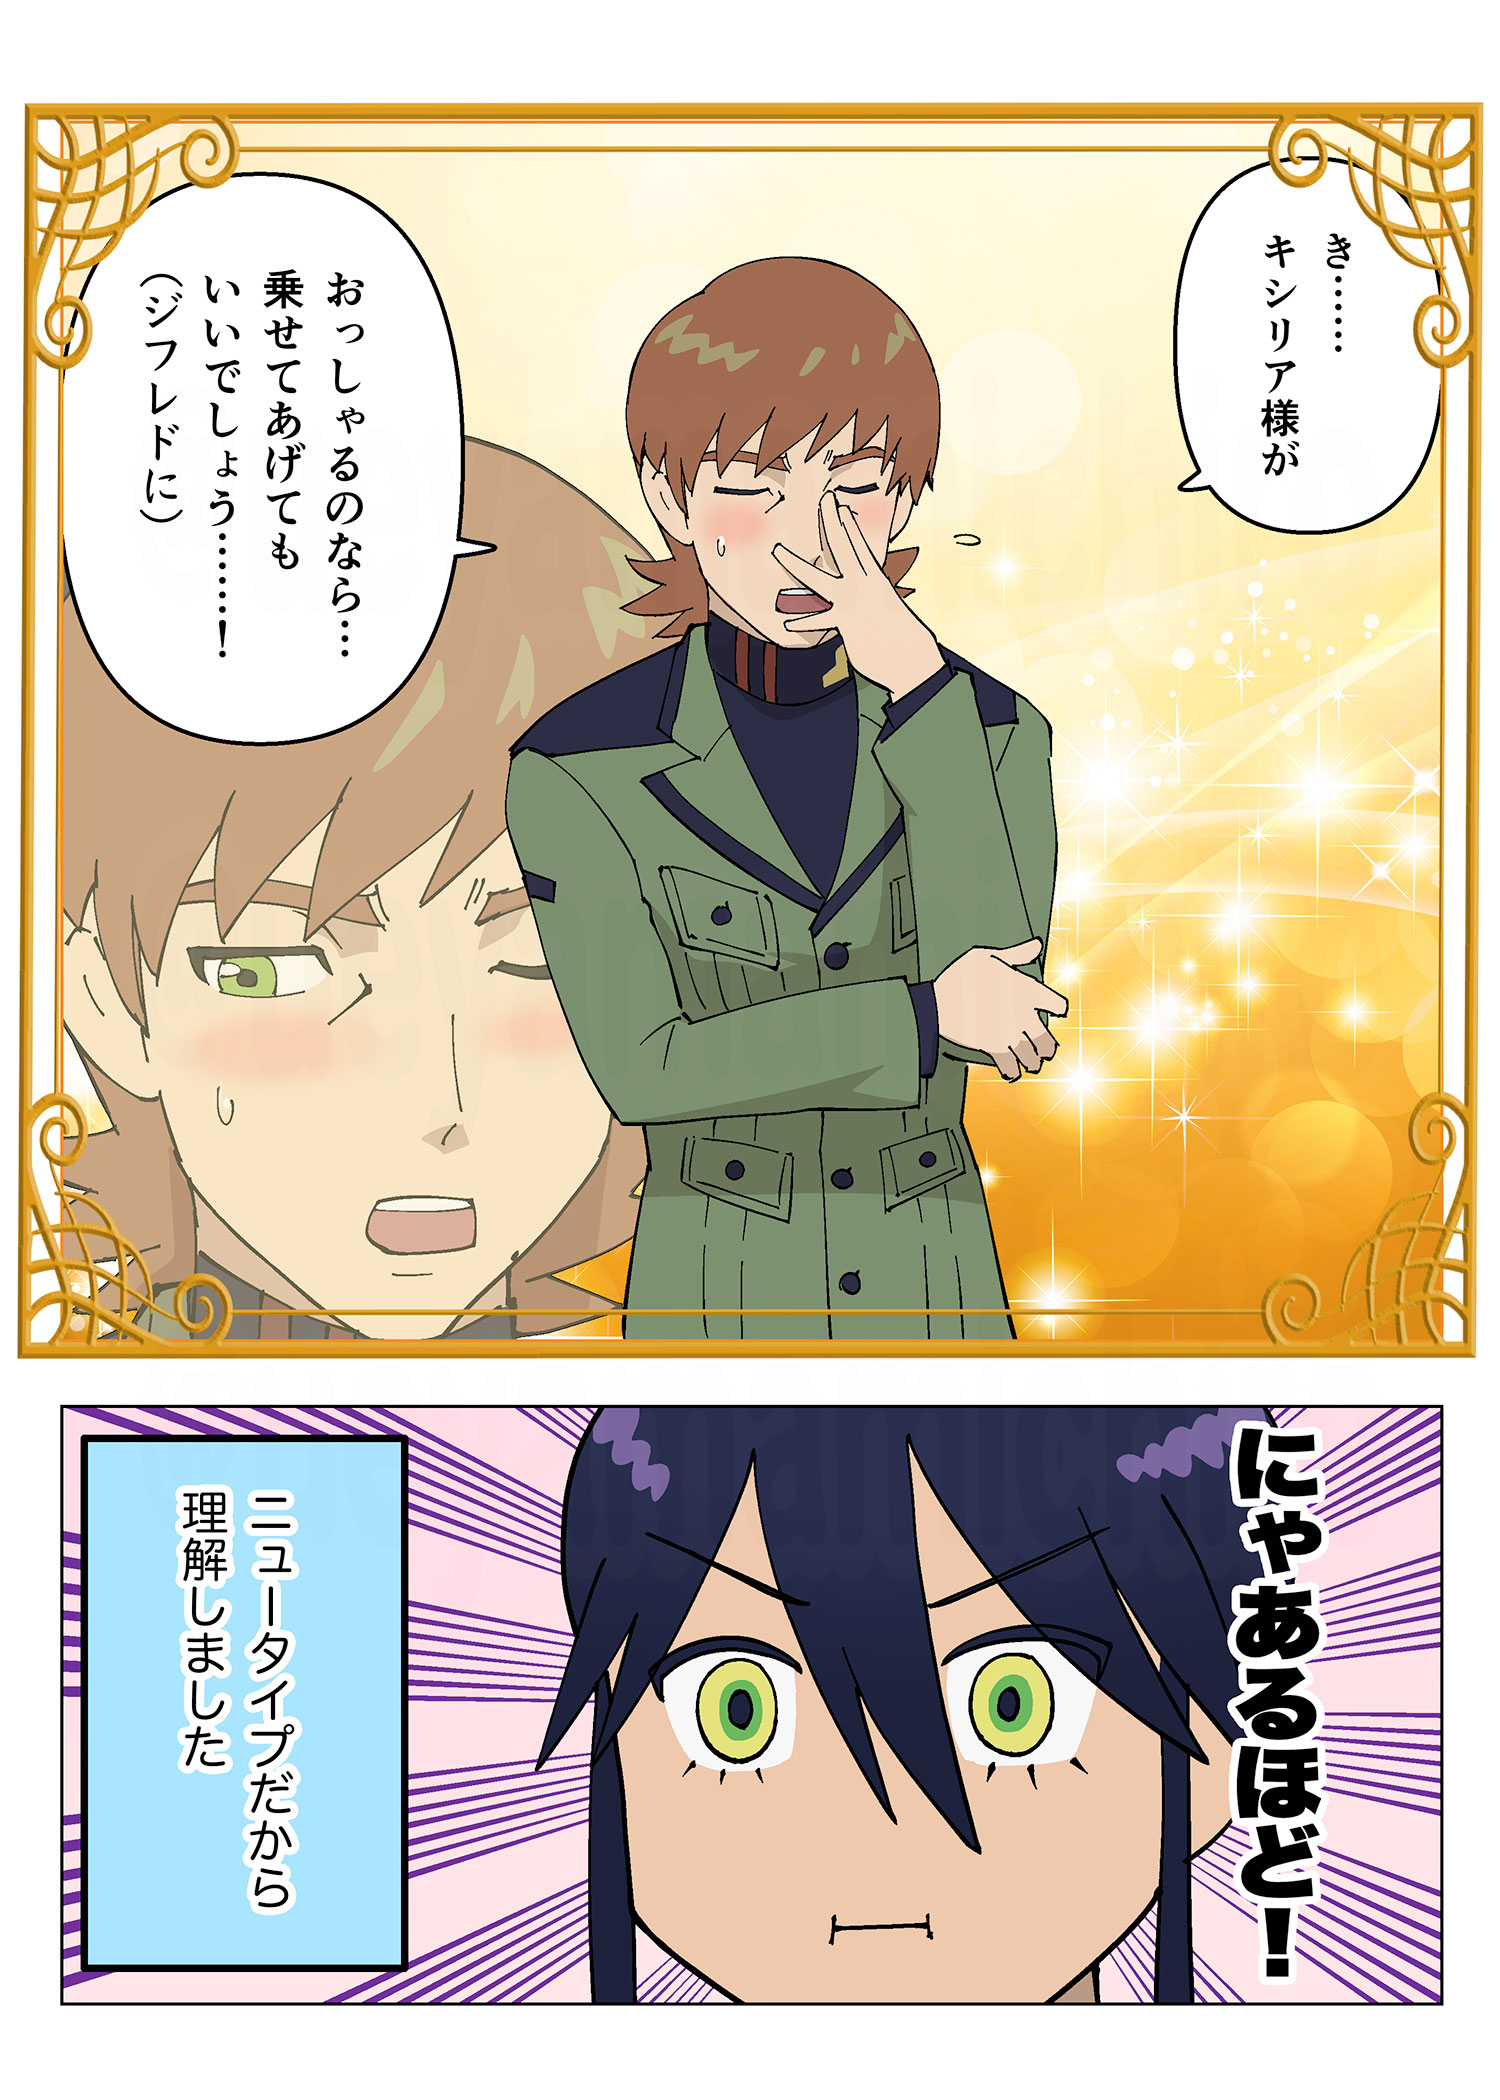 き……
キシリア様が
おっしゃるのなら…
乗せてあげても
いいでしょう………!
(ジフレドに)
にゃあるほど!
ニュータイプだから
理解しました